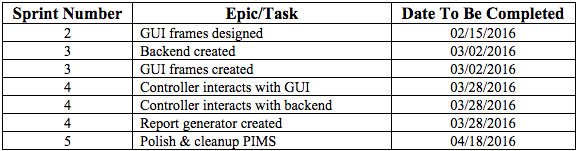 Sprint Number Epic/Task Date To Be Completed
2 GUI frames designed 02/15/2016
3 Backend created 03/02/2016
3 GUI frames created 03/02/2016
4 Controller interacts with GUI 03/28/2016
4 Controller interacts with backend 03/28/2016
4 Report generator created 03/28/2016
5 Polish & cleanup PIMS 04/18/2016